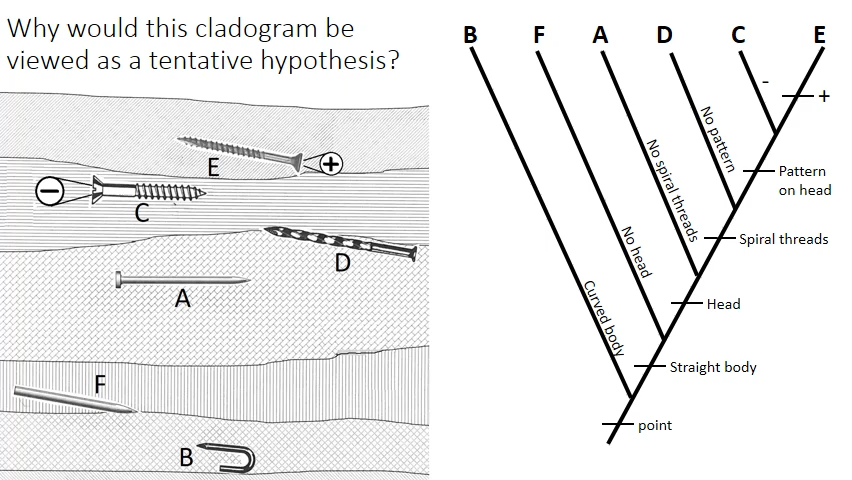 Why would this cladogram be
viewed as a tentative hypothesis?
E
+
−
C
D
A
F
B
B F A D C E
-
+
No pattern
Pattern
on head
No spiral threads
Spiral threads
No head
Head
Curved body
Straight body
point